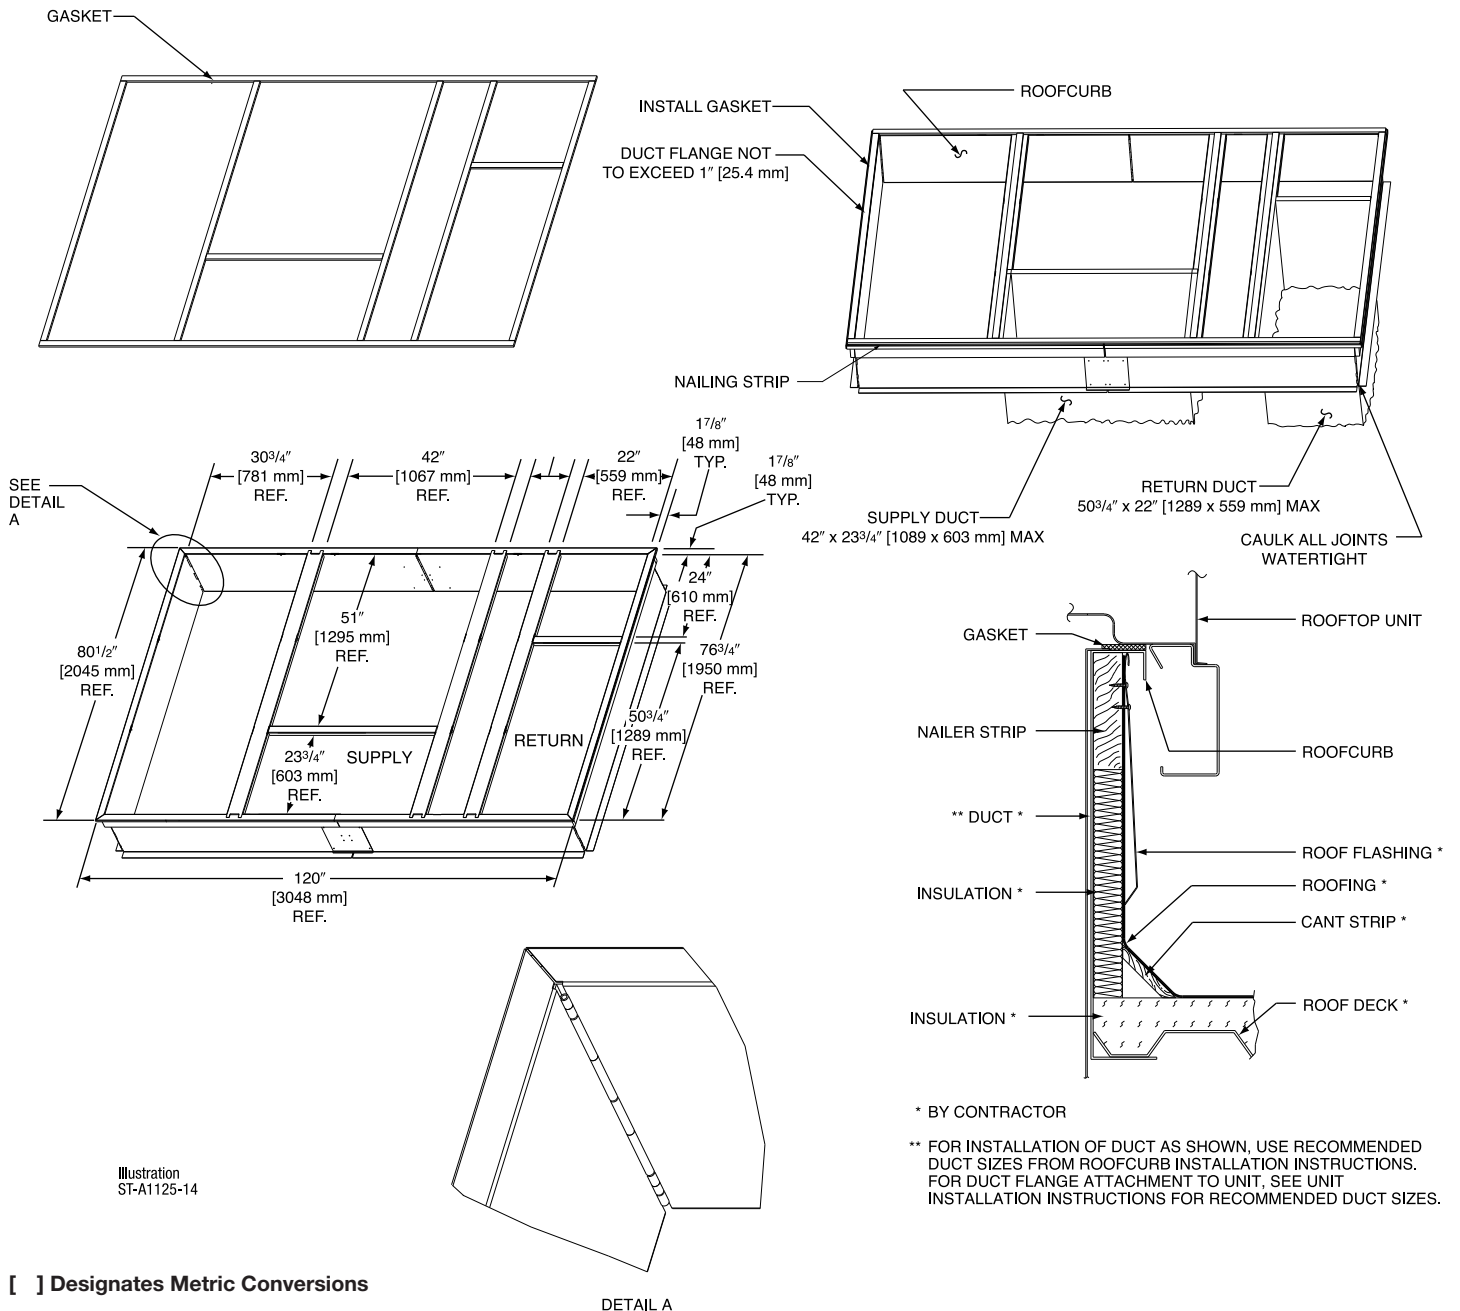 GASKET
INSTALL GASKET
ROOFCURB
DUCT FLANGE NOT
TO EXCEED 1″ [25.4 mm]
NAILING STRIP
SUPPLY DUCT
42″ x 233/4″ [1089 x 603 mm] MAX
RETURN DUCT
503/4″ x 22″ [1289 x 559 mm] MAX
CAULK ALL JOINTS
WATERTIGHT
SEE
DETAIL
A
303/4″
[781 mm]
REF.
42″
[1067 mm]
REF.
22″
[559 mm]
REF.
17/8″
[48 mm]
TYP.
17/8″
[48 mm]
TYP.
801/2″
[2045 mm]
REF.
51″
[1295 mm]
REF.
24″
[610 mm]
REF.
763/4″
[1950 mm]
REF.
503/4″
[1289 mm]
REF.
233/4″
[603 mm]
REF.
SUPPLY
RETURN
120″
[3048 mm]
REF.
GASKET
ROOFTOP UNIT
NAILER STRIP
ROOFCURB
** DUCT *
ROOF FLASHING *
INSULATION *
ROOFING *
CANT STRIP *
INSULATION *
ROOF DECK *
* BY CONTRACTOR
** FOR INSTALLATION OF DUCT AS SHOWN, USE RECOMMENDED
DUCT SIZES FROM ROOFCURB INSTALLATION INSTRUCTIONS.
FOR DUCT FLANGE ATTACHMENT TO UNIT, SEE UNIT
INSTALLATION INSTRUCTIONS FOR RECOMMENDED DUCT SIZES.
Illustration
ST-A1125-14
[ ] Designates Metric Conversions
DETAIL A